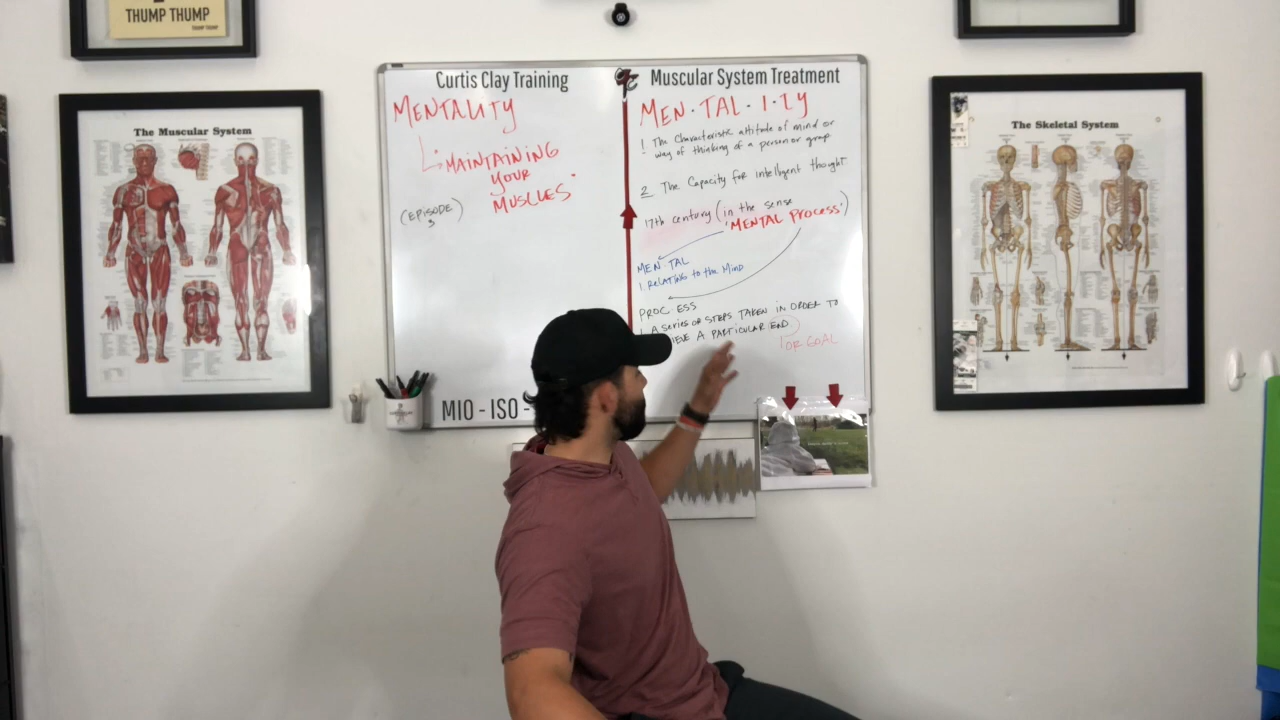 THUMP THUMP
THUMP THUMP
The Muscular System
Curtis Clay Training
MENTALITY
MAINTAINING
YOUR
MUSCLES
(EPISODE)
3
MIO - ISO -
Muscular System Treatment
MEN·TAL·I·TY
1 The Characteristic attitude of mind or
way of thinking of a person or group
2 The Capacity for intelligent thought
17th century (in the sense
'MENTAL PROCESS')
MEN·TAL
1. RELATING to the Mind
PROC ESS
1 A series of STEPS TAKEN IN ORDER TO
IEVE A PARTICULAR END
OR GOAL
The Skeletal System